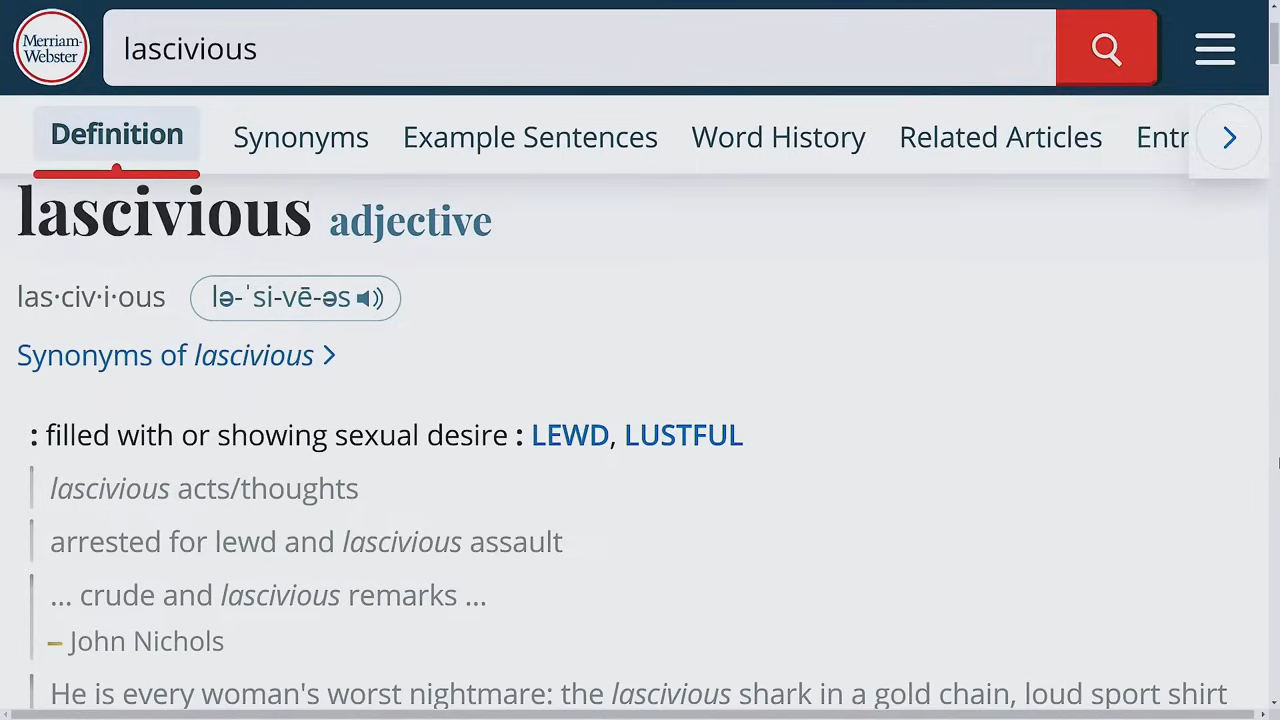 Merriam-
Webster
lascivious
Definition Synonyms Example Sentences Word History Related Articles Entr
lascivious adjective
las·civ·i·ous lə-ˈsi-vē-əs
Synonyms of lascivious
: filled with or showing sexual desire : LEWD, LUSTFUL
lascivious acts/thoughts
arrested for lewd and lascivious assault
… crude and lascivious remarks …
– John Nichols
He is every woman's worst nightmare: the lascivious shark in a gold chain, loud sport shirt